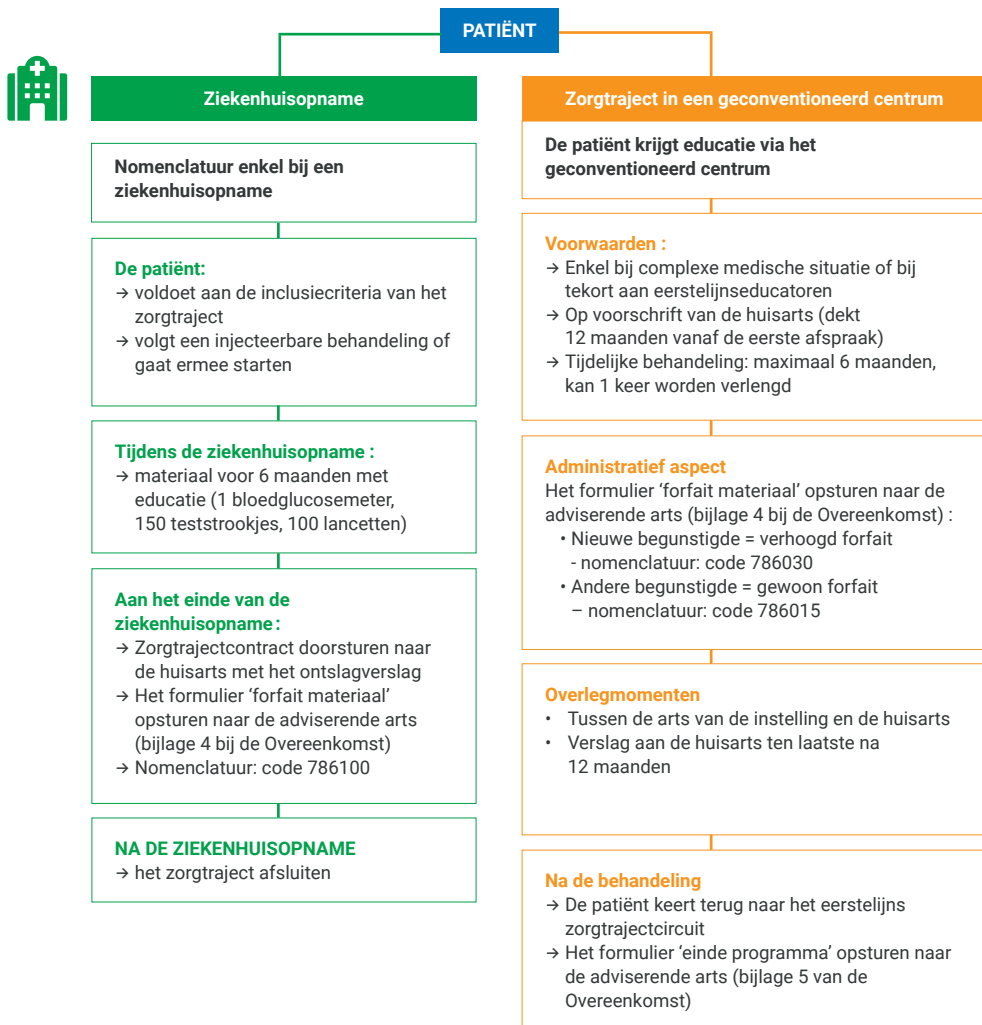 PATIËNT
Ziekenhuisopname
Nomenclatuur enkel bij een
ziekenhuisopname
De patiënt:
→ voldoet aan de inclusiecriteria van het
zorgtraject
→ volgt een injecteerbare behandeling of
gaat ermee starten
Tijdens de ziekenhuisopname :
→ materiaal voor 6 maanden met
educatie (1 bloedglucosemeter,
150 teststrookjes, 100 lancetten)
Aan het einde van de
ziekenhuisopname :
→ Zorgtrajectcontract doorsturen naar
de huisarts met het ontslagverslag
→ Het formulier ‘forfait materiaal’
opsturen naar de adviserende arts
(bijlage 4 bij de Overeenkomst)
→ Nomenclatuur: code 786100
NA DE ZIEKENHUISOPNAME
→ het zorgtraject afsluiten
Zorgtraject in een geconventioneerd centrum
De patiënt krijgt educatie via het
geconventioneerd centrum
Voorwaarden :
→ Enkel bij complexe medische situatie of bij
tekort aan eerstelijnseducatoren
→ Op voorschrift van de huisarts (dekt
12 maanden vanaf de eerste afspraak)
→ Tijdelijke behandeling: maximaal 6 maanden,
kan 1 keer worden verlengd
Administratief aspect
Het formulier ‘forfait materiaal’ opsturen naar de
adviserende arts (bijlage 4 bij de Overeenkomst) :
• Nieuwe begunstigde = verhoogd forfait
- nomenclatuur: code 786030
• Andere begunstigde = gewoon forfait
– nomenclatuur: code 786015
Overlegmomenten
• Tussen de arts van de instelling en de huisarts
• Verslag aan de huisarts ten laatste na
12 maanden
Na de behandeling
→ De patiënt keert terug naar het eerstelijns
zorgtrajectcircuit
→ Het formulier ‘einde programma’ opsturen naar
de adviserende arts (bijlage 5 van de
Overeenkomst)